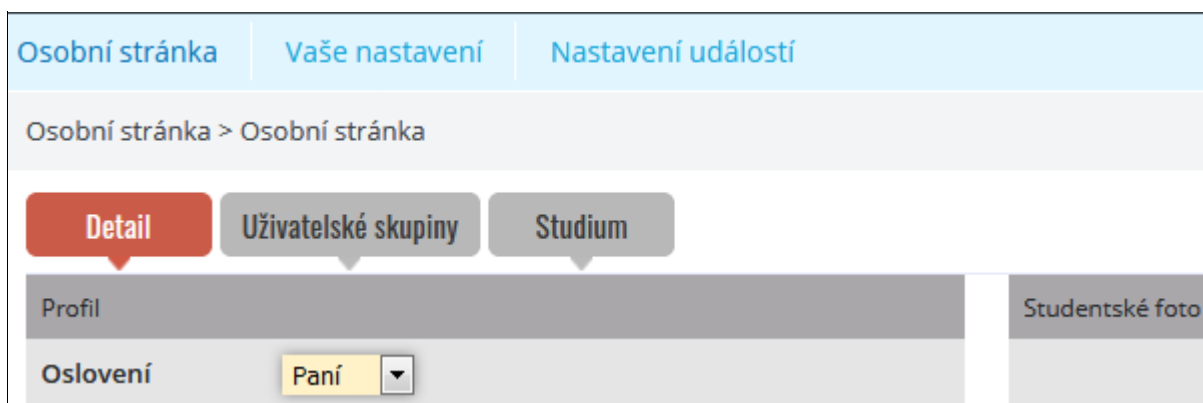 Osobní stránka Vaše nastavení Nastavení událostí
Osobní stránka > Osobní stránka
Detail Uživatelské skupiny Studium
Profil Studentské foto
Oslovení Paní